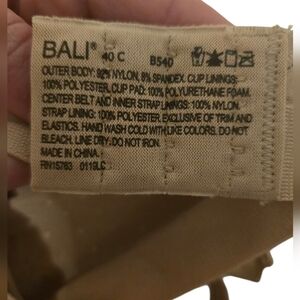 BALI® 40 C B540
OUTER BODY: 92% NYLON, 8% SPANDEX. CUP LININGS:
100% POLYESTER, CUP PAD: 100% POLYURETHANE FOAM.
CENTER BELT AND INNER STRAP LININGS: 100% NYLON.
STRAP LINING: 100% POLYESTER, EXCLUSIVE OF TRIM AND
ELASTICS. HAND WASH COLD WITH LIKE COLORS. DO NOT
BLEACH. LINE DRY. DO NOT IRON.
MADE IN CHINA.
RN15763 0119LC